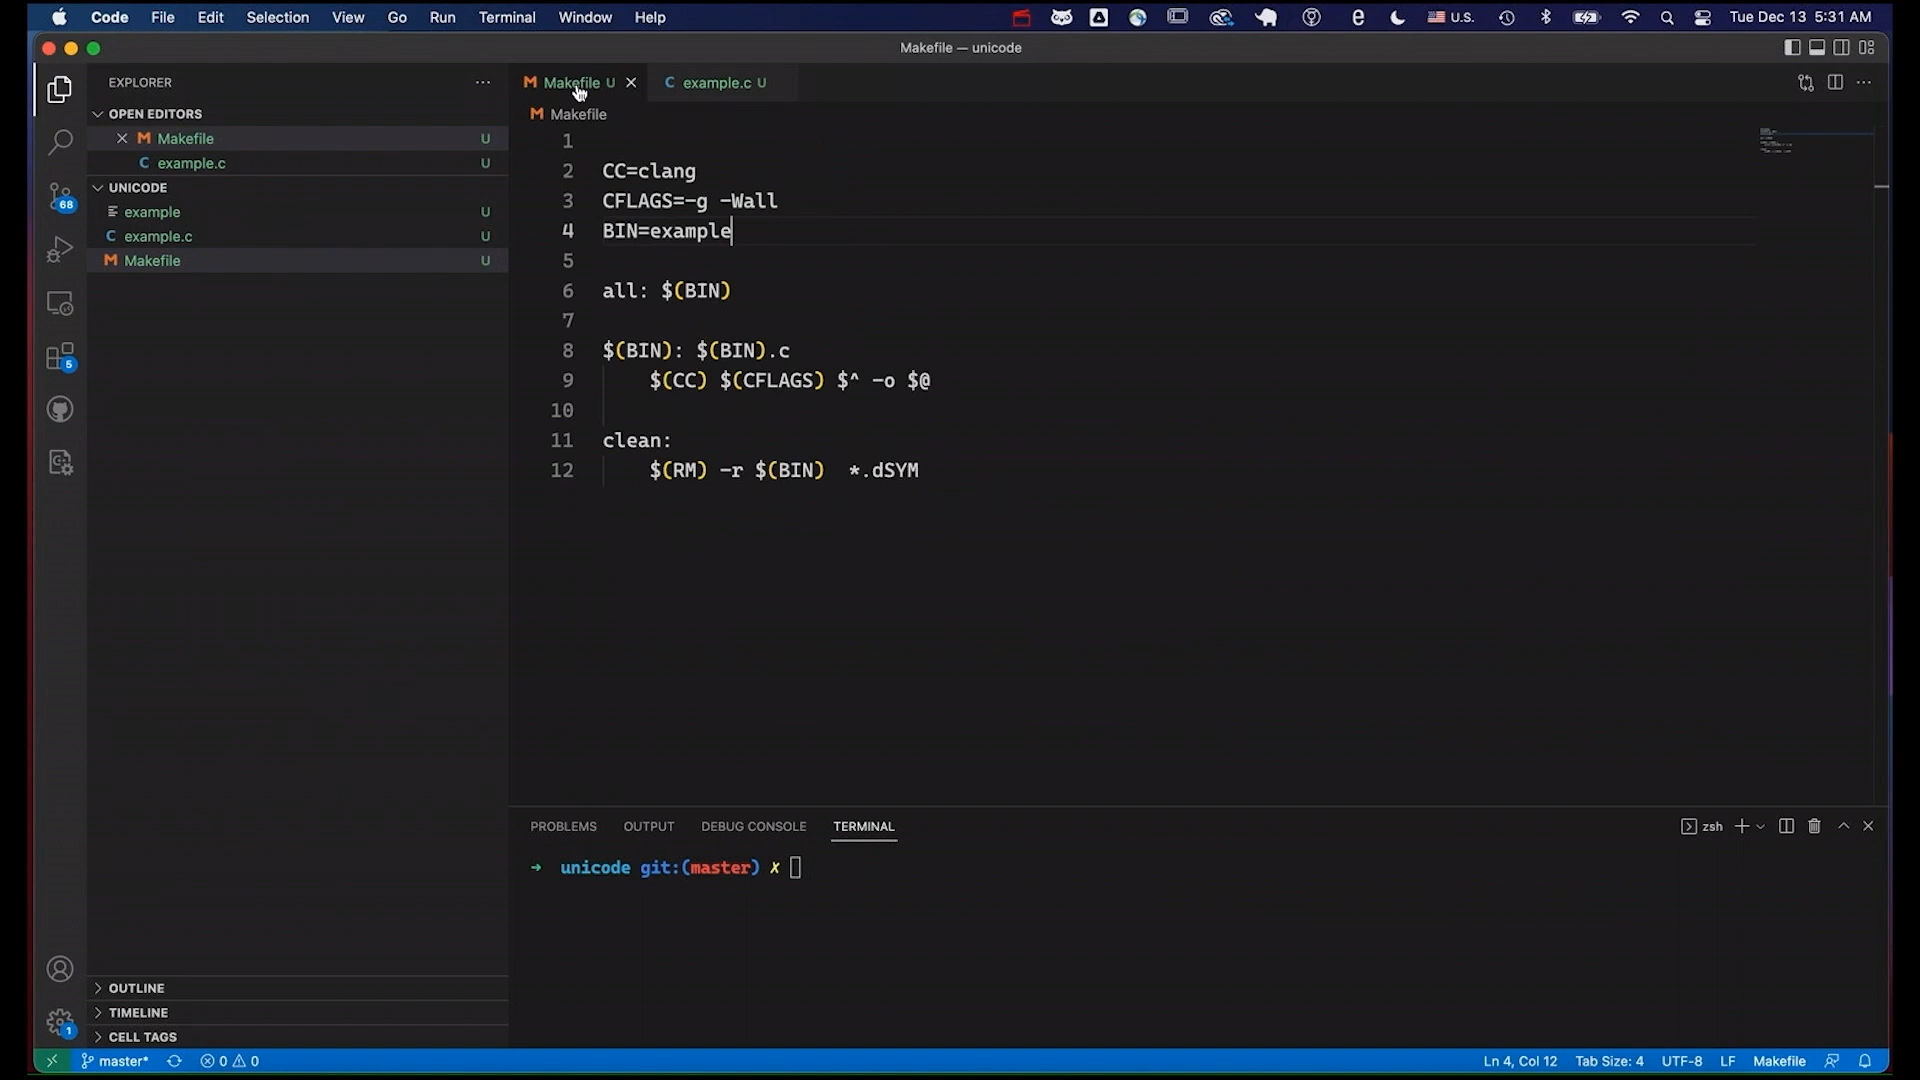 Code File Edit Selection View Go Run Terminal Window Help U.S. Tue Dec 13 5:31 AM
Makefile — unicode
EXPLORER
OPEN EDITORS
M Makefile U
C example.c U
UNICODE
example U
C example.c U
M Makefile U
68
5
1
OUTLINE
TIMELINE
CELL TAGS
M Makefile U C example.c U
M Makefile
1
2 CC=clang
3 CFLAGS=-g -Wall
4 BIN=example
5
6 all: $(BIN)
7
8 $(BIN): $(BIN).c
9 $(CC) $(CFLAGS) $^ -o $@
10
11 clean:
12 $(RM) -r $(BIN)  *.dSYM
PROBLEMS OUTPUT DEBUG CONSOLE TERMINAL zsh
➜ unicode git:(master) ✗
master* 0 0 Ln 4, Col 12 Tab Size: 4 UTF-8 LF Makefile